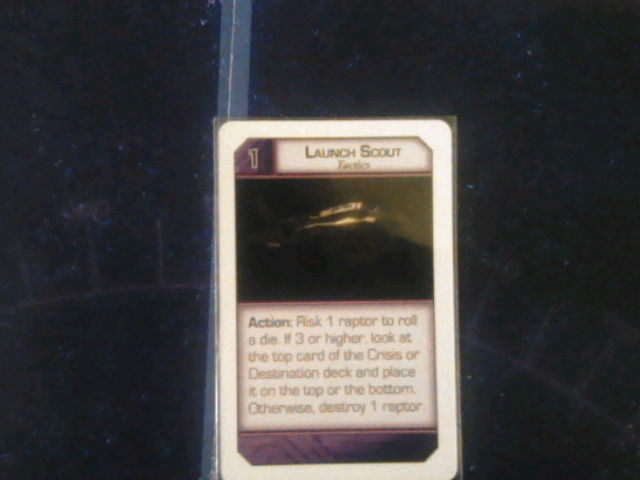 1
Launch Scout
Tactics
Action: Risk 1 raptor to roll
a die. If 3 or higher, look at
the top card of the Crisis or
Destination deck and place
it on the top or the bottom.
Otherwise, destroy 1 raptor